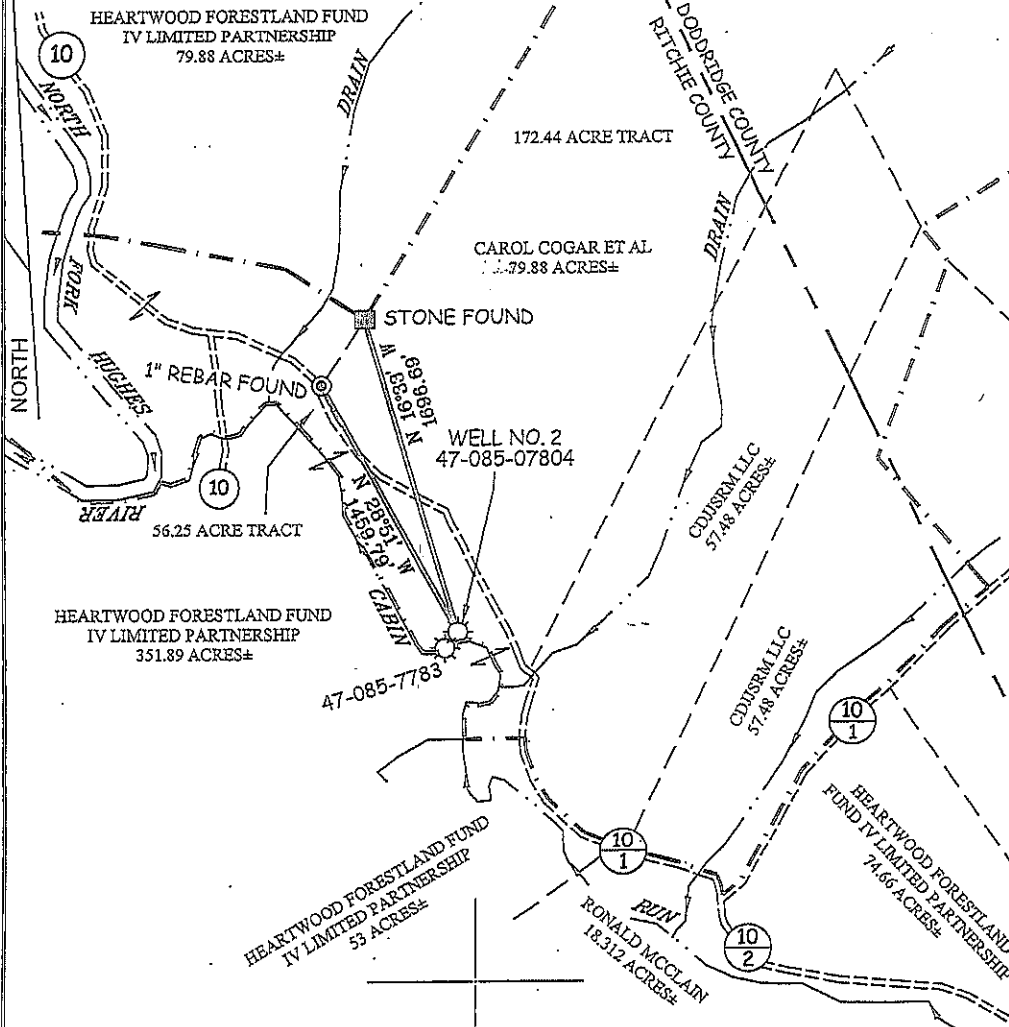 HEARTWOOD FORESTLAND FUND
IV LIMITED PARTNERSHIP
79.88 ACRES±
10
NORTH
FORK
HUGHES
RIVER
NORTH
DRAIN
DODDRIDGE COUNTY
RITCHIE COUNTY
172.44 ACRE TRACT
CAROL COGAR ET AL
79.88 ACRES±
DRAIN
STONE FOUND
1" REBAR FOUND
N 16°33' W
1696.69'
WELL NO. 2
47-085-07804
10
56.25 ACRE TRACT
N 28°51' W
1459.79'
CABIN
RUN
CDJJSRM LLC
57.48 ACRES±
HEARTWOOD FORESTLAND FUND
IV LIMITED PARTNERSHIP
351.89 ACRES±
47-085-7783
CDJJSRM LLC
57.48 ACRES±
10
1
HEARTWOOD FORESTLAND
FUND IV LIMITED PARTNERSHIP
74.66 ACRES±
10
1
HEARTWOOD FORESTLAND FUND
IV LIMITED PARTNERSHIP
53 ACRES±
RONALD MCCLAIN
18.312 ACRES±
10
2